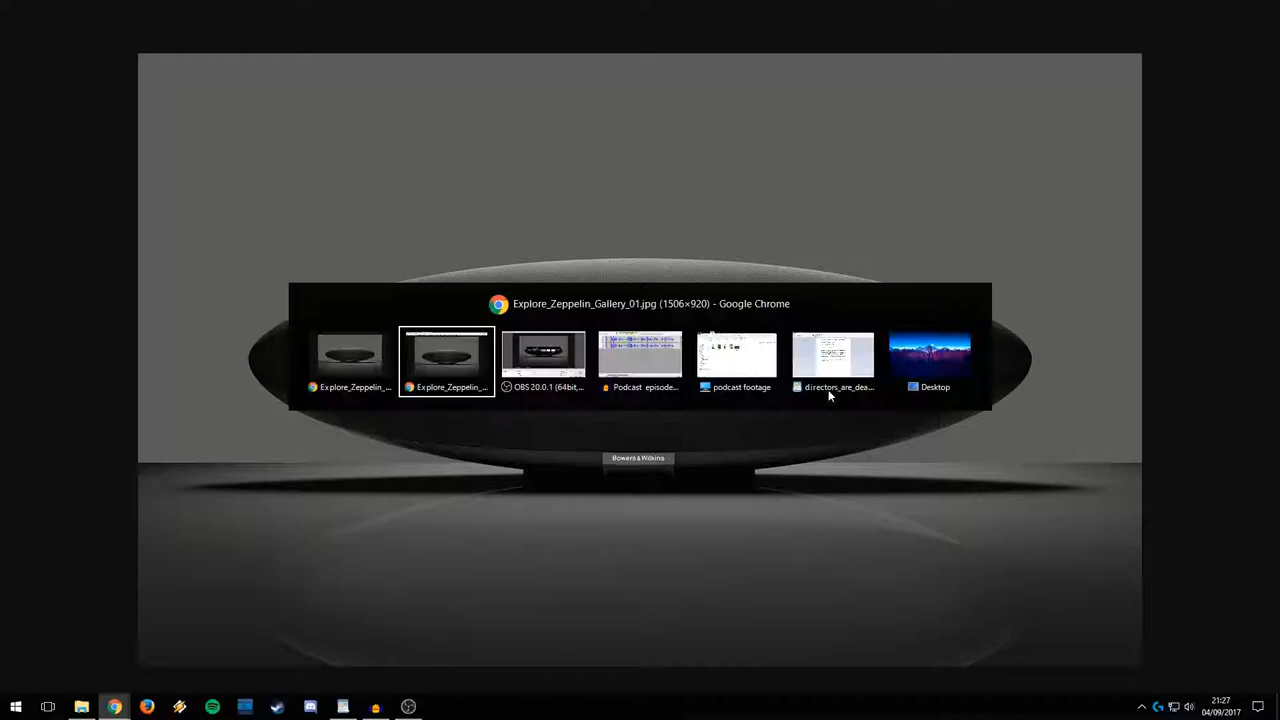 Explore_Zeppelin_Gallery_01.jpg (1506×920) - Google Chrome
Explore_Zeppelin_...
Explore_Zeppelin_...
OBS 20.0.1 (64bit,...
Podcast episode...
podcast footage
directors_are_dea...
Desktop
Bowers & Wilkins
21:27
04/09/2017